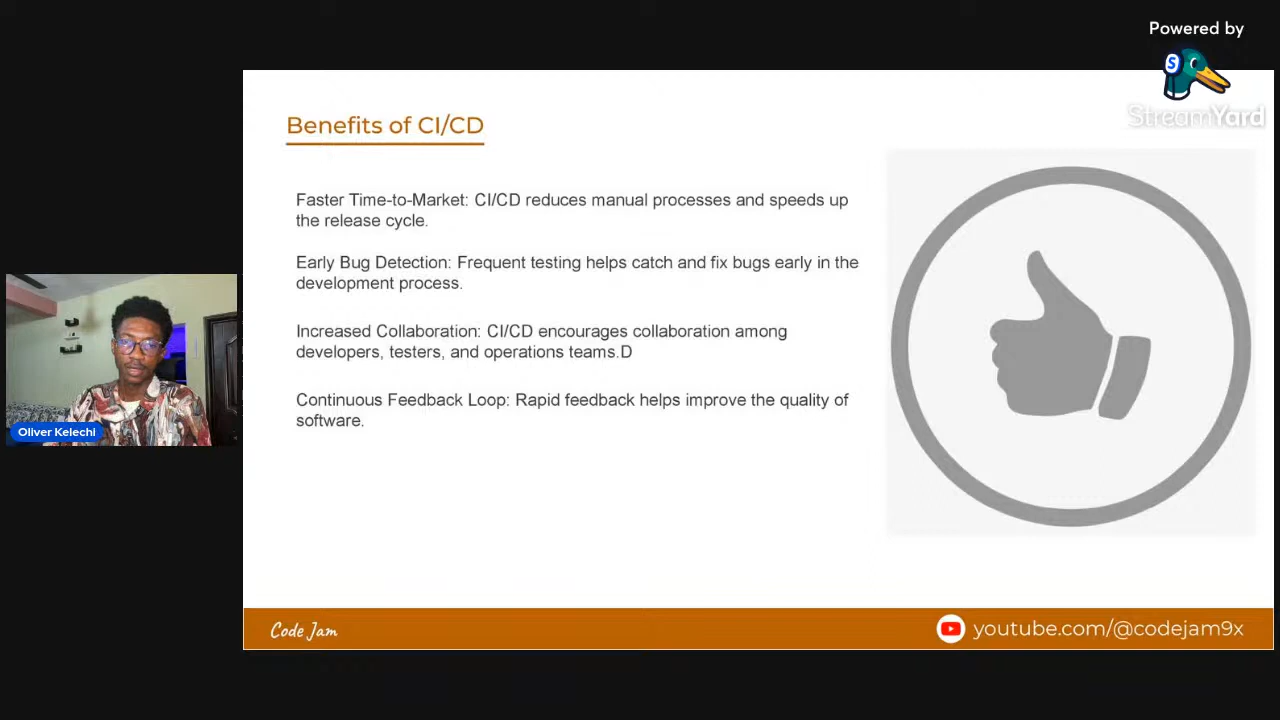 Powered by
S
StreamYard
Benefits of CI/CD
Faster Time-to-Market: CI/CD reduces manual processes and speeds up
the release cycle.
Early Bug Detection: Frequent testing helps catch and fix bugs early in the
development process.
Increased Collaboration: CI/CD encourages collaboration among
developers, testers, and operations teams.D
Continuous Feedback Loop: Rapid feedback helps improve the quality of
software.
Oliver Kelechi
Code Jam
youtube.com/@codejam9x